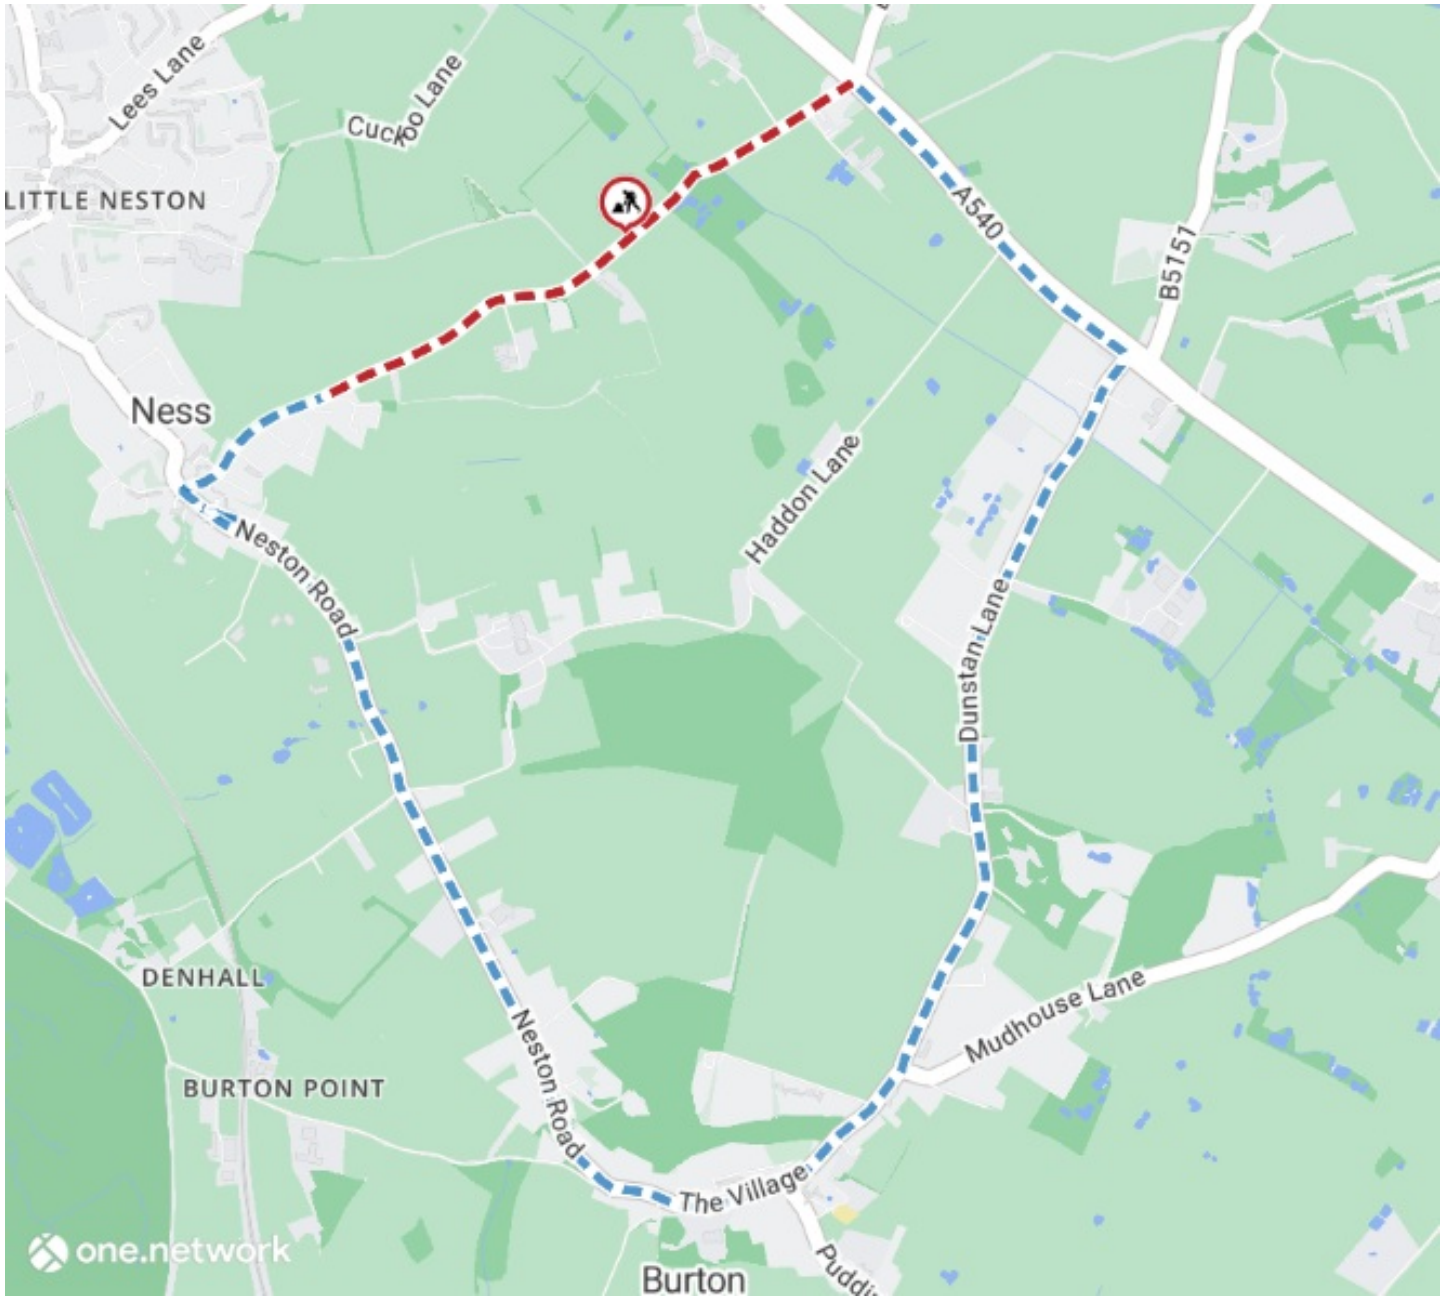 Lees Lane
Cuckoo Lane
LITTLE NESTON
A540
B5151
Ness
Haddon Lane
Neston Road
Dunstan Lane
DENHALL
Mudhouse Lane
Neston Road
BURTON POINT
The Village
one.network
Burton